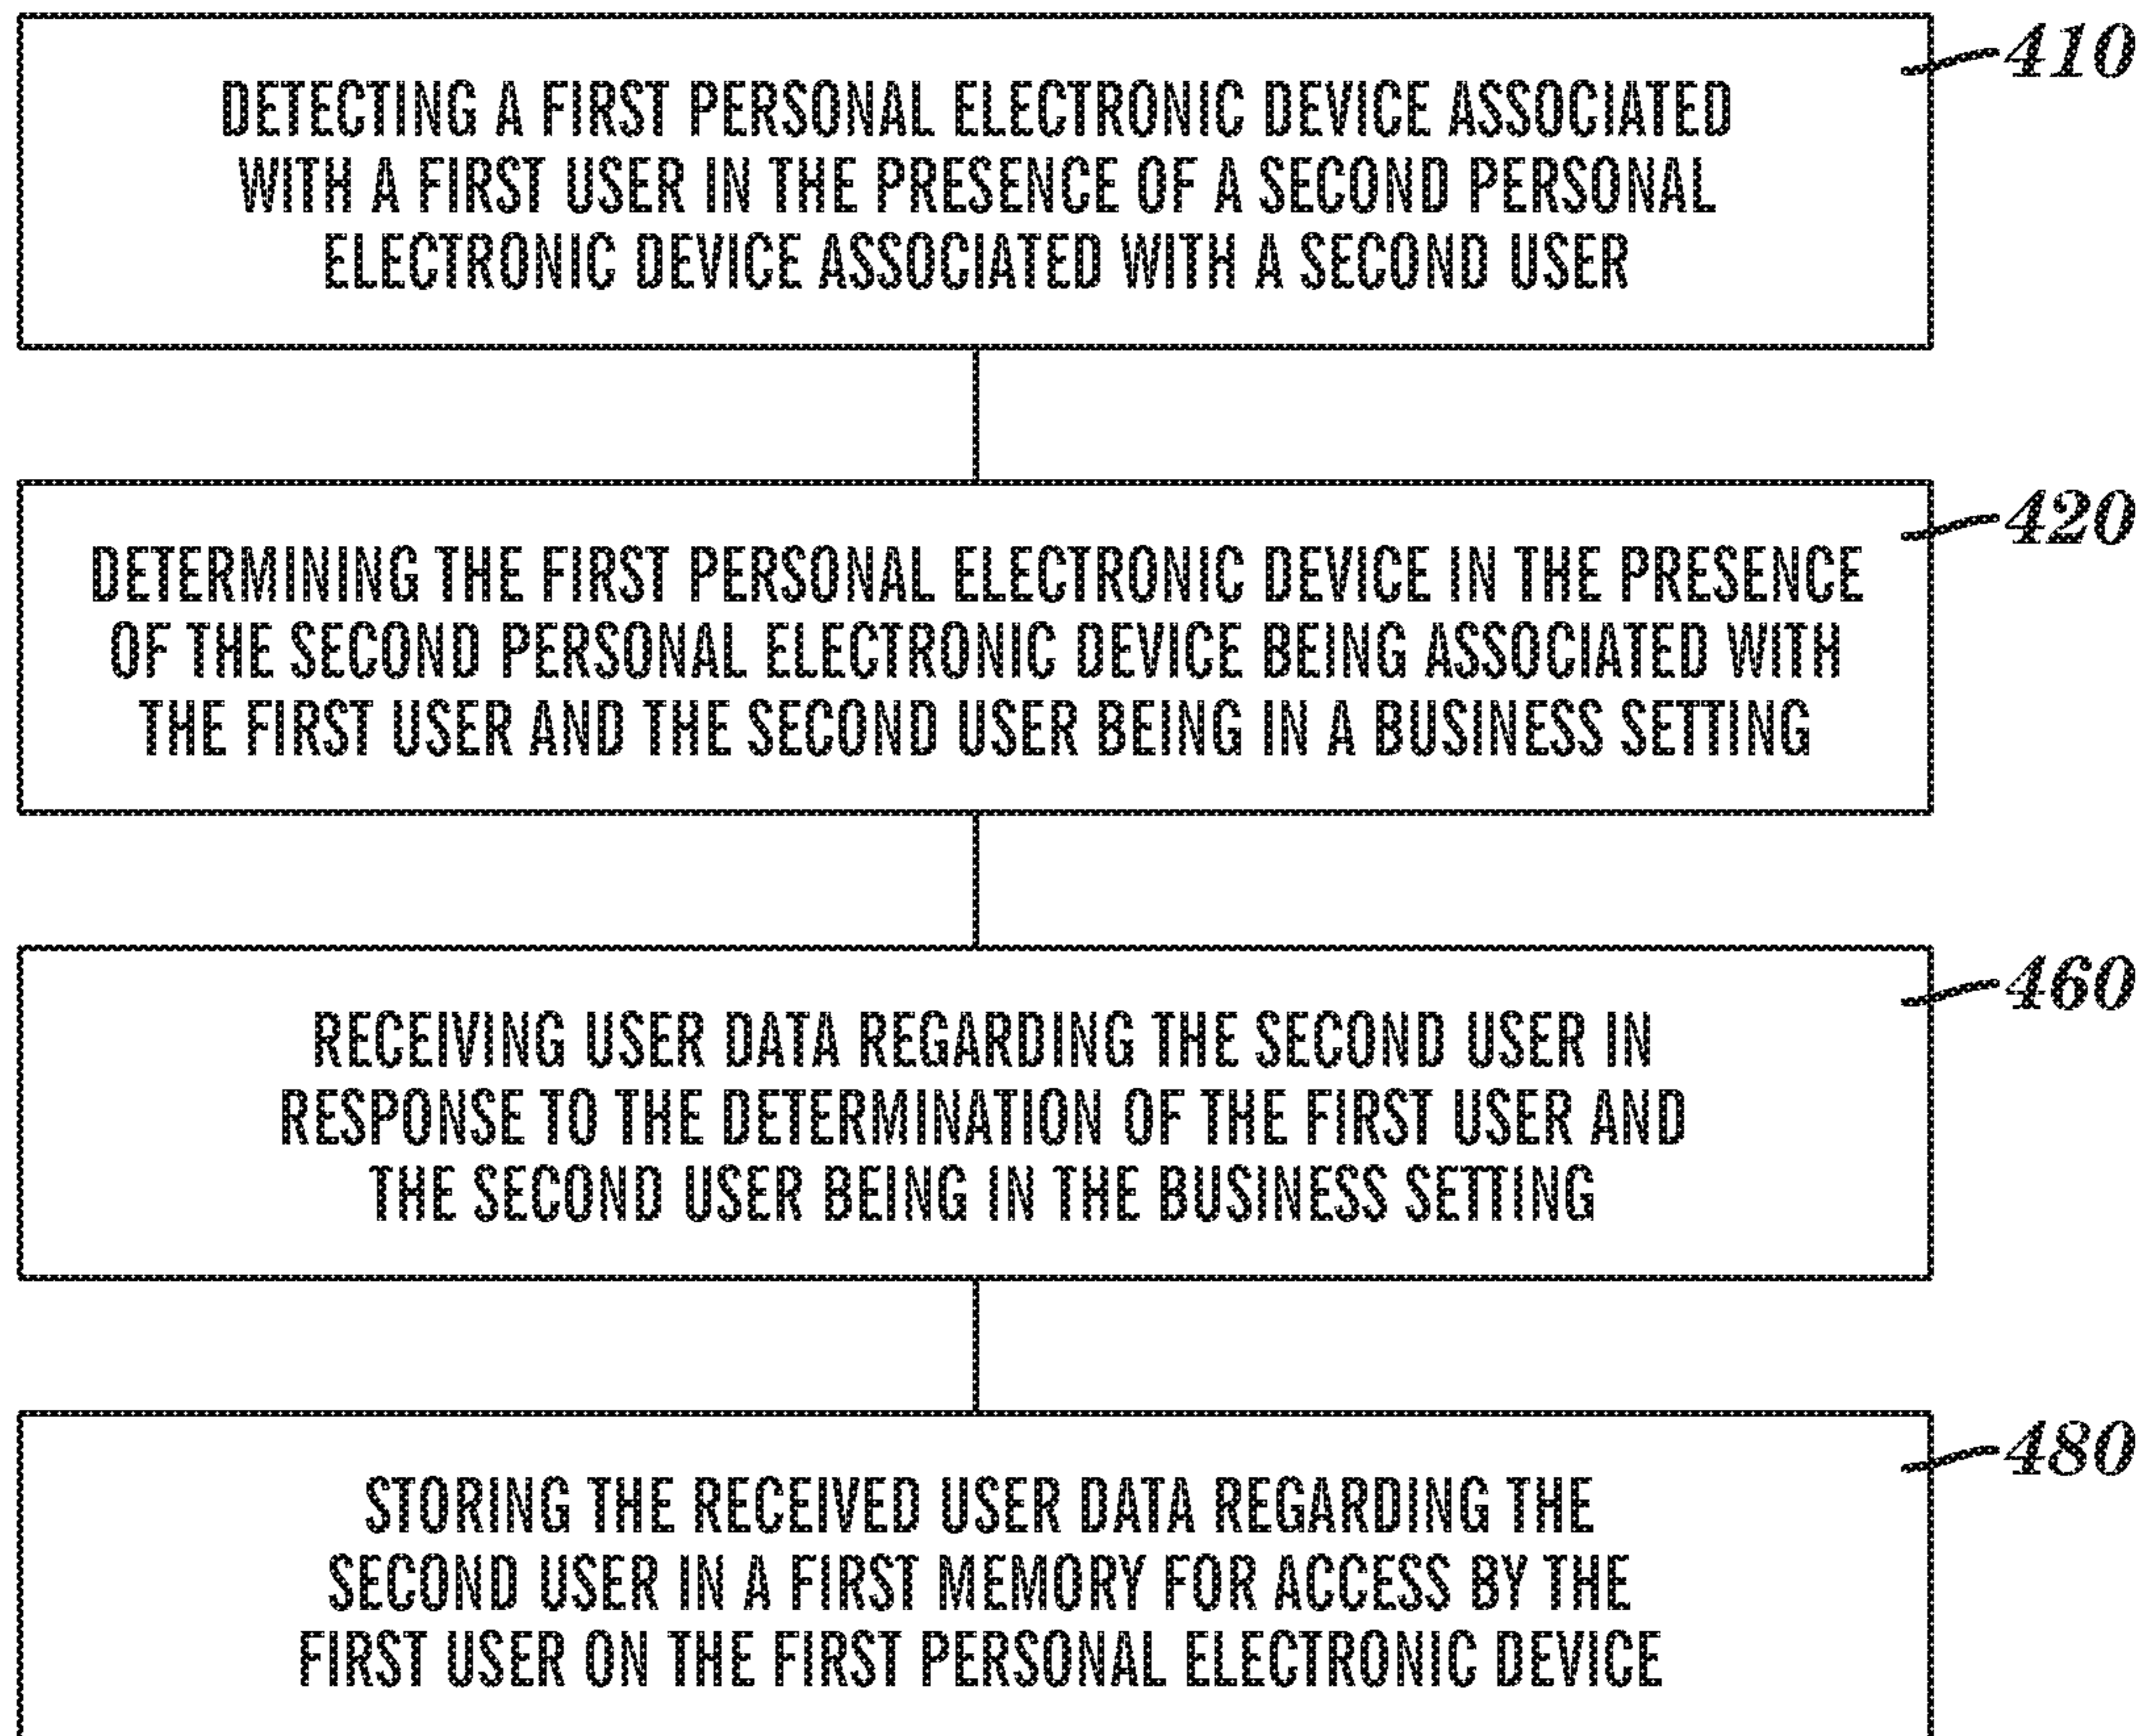 410
DETECTING A FIRST PERSONAL ELECTRONIC DEVICE ASSOCIATED
WITH A FIRST USER IN THE PRESENCE OF A SECOND PERSONAL
ELECTRONIC DEVICE ASSOCIATED WITH A SECOND USER
420
DETERMINING THE FIRST PERSONAL ELECTRONIC DEVICE IN THE PRESENCE
OF THE SECOND PERSONAL ELECTRONIC DEVICE BEING ASSOCIATED WITH
THE FIRST USER AND THE SECOND USER BEING IN A BUSINESS SETTING
460
RECEIVING USER DATA REGARDING THE SECOND USER IN
RESPONSE TO THE DETERMINATION OF THE FIRST USER AND
THE SECOND USER BEING IN THE BUSINESS SETTING
480
STORING THE RECEIVED USER DATA REGARDING THE
SECOND USER IN A FIRST MEMORY FOR ACCESS BY THE
FIRST USER ON THE FIRST PERSONAL ELECTRONIC DEVICE